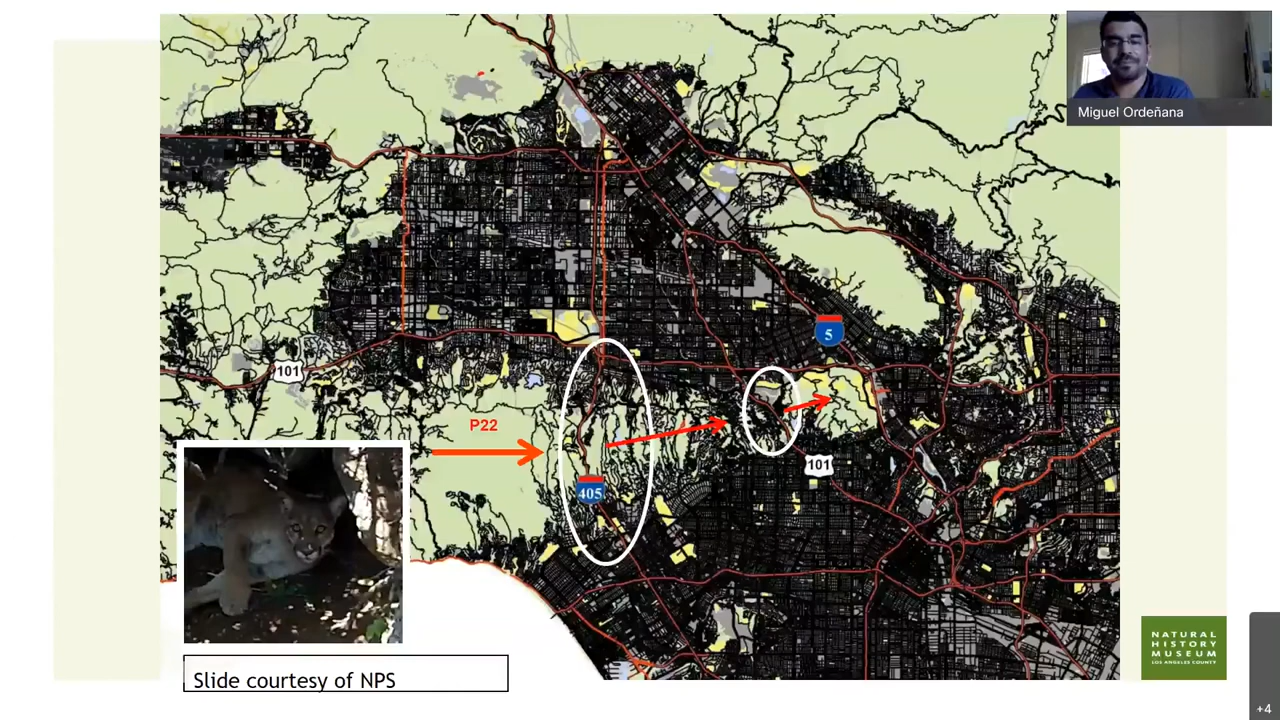 Miguel Ordeñana
5
101
P22
101
405
NATURAL
HISTORY
MUSEUM
LOS ANGELES COUNTY
Slide courtesy of NPS
+4